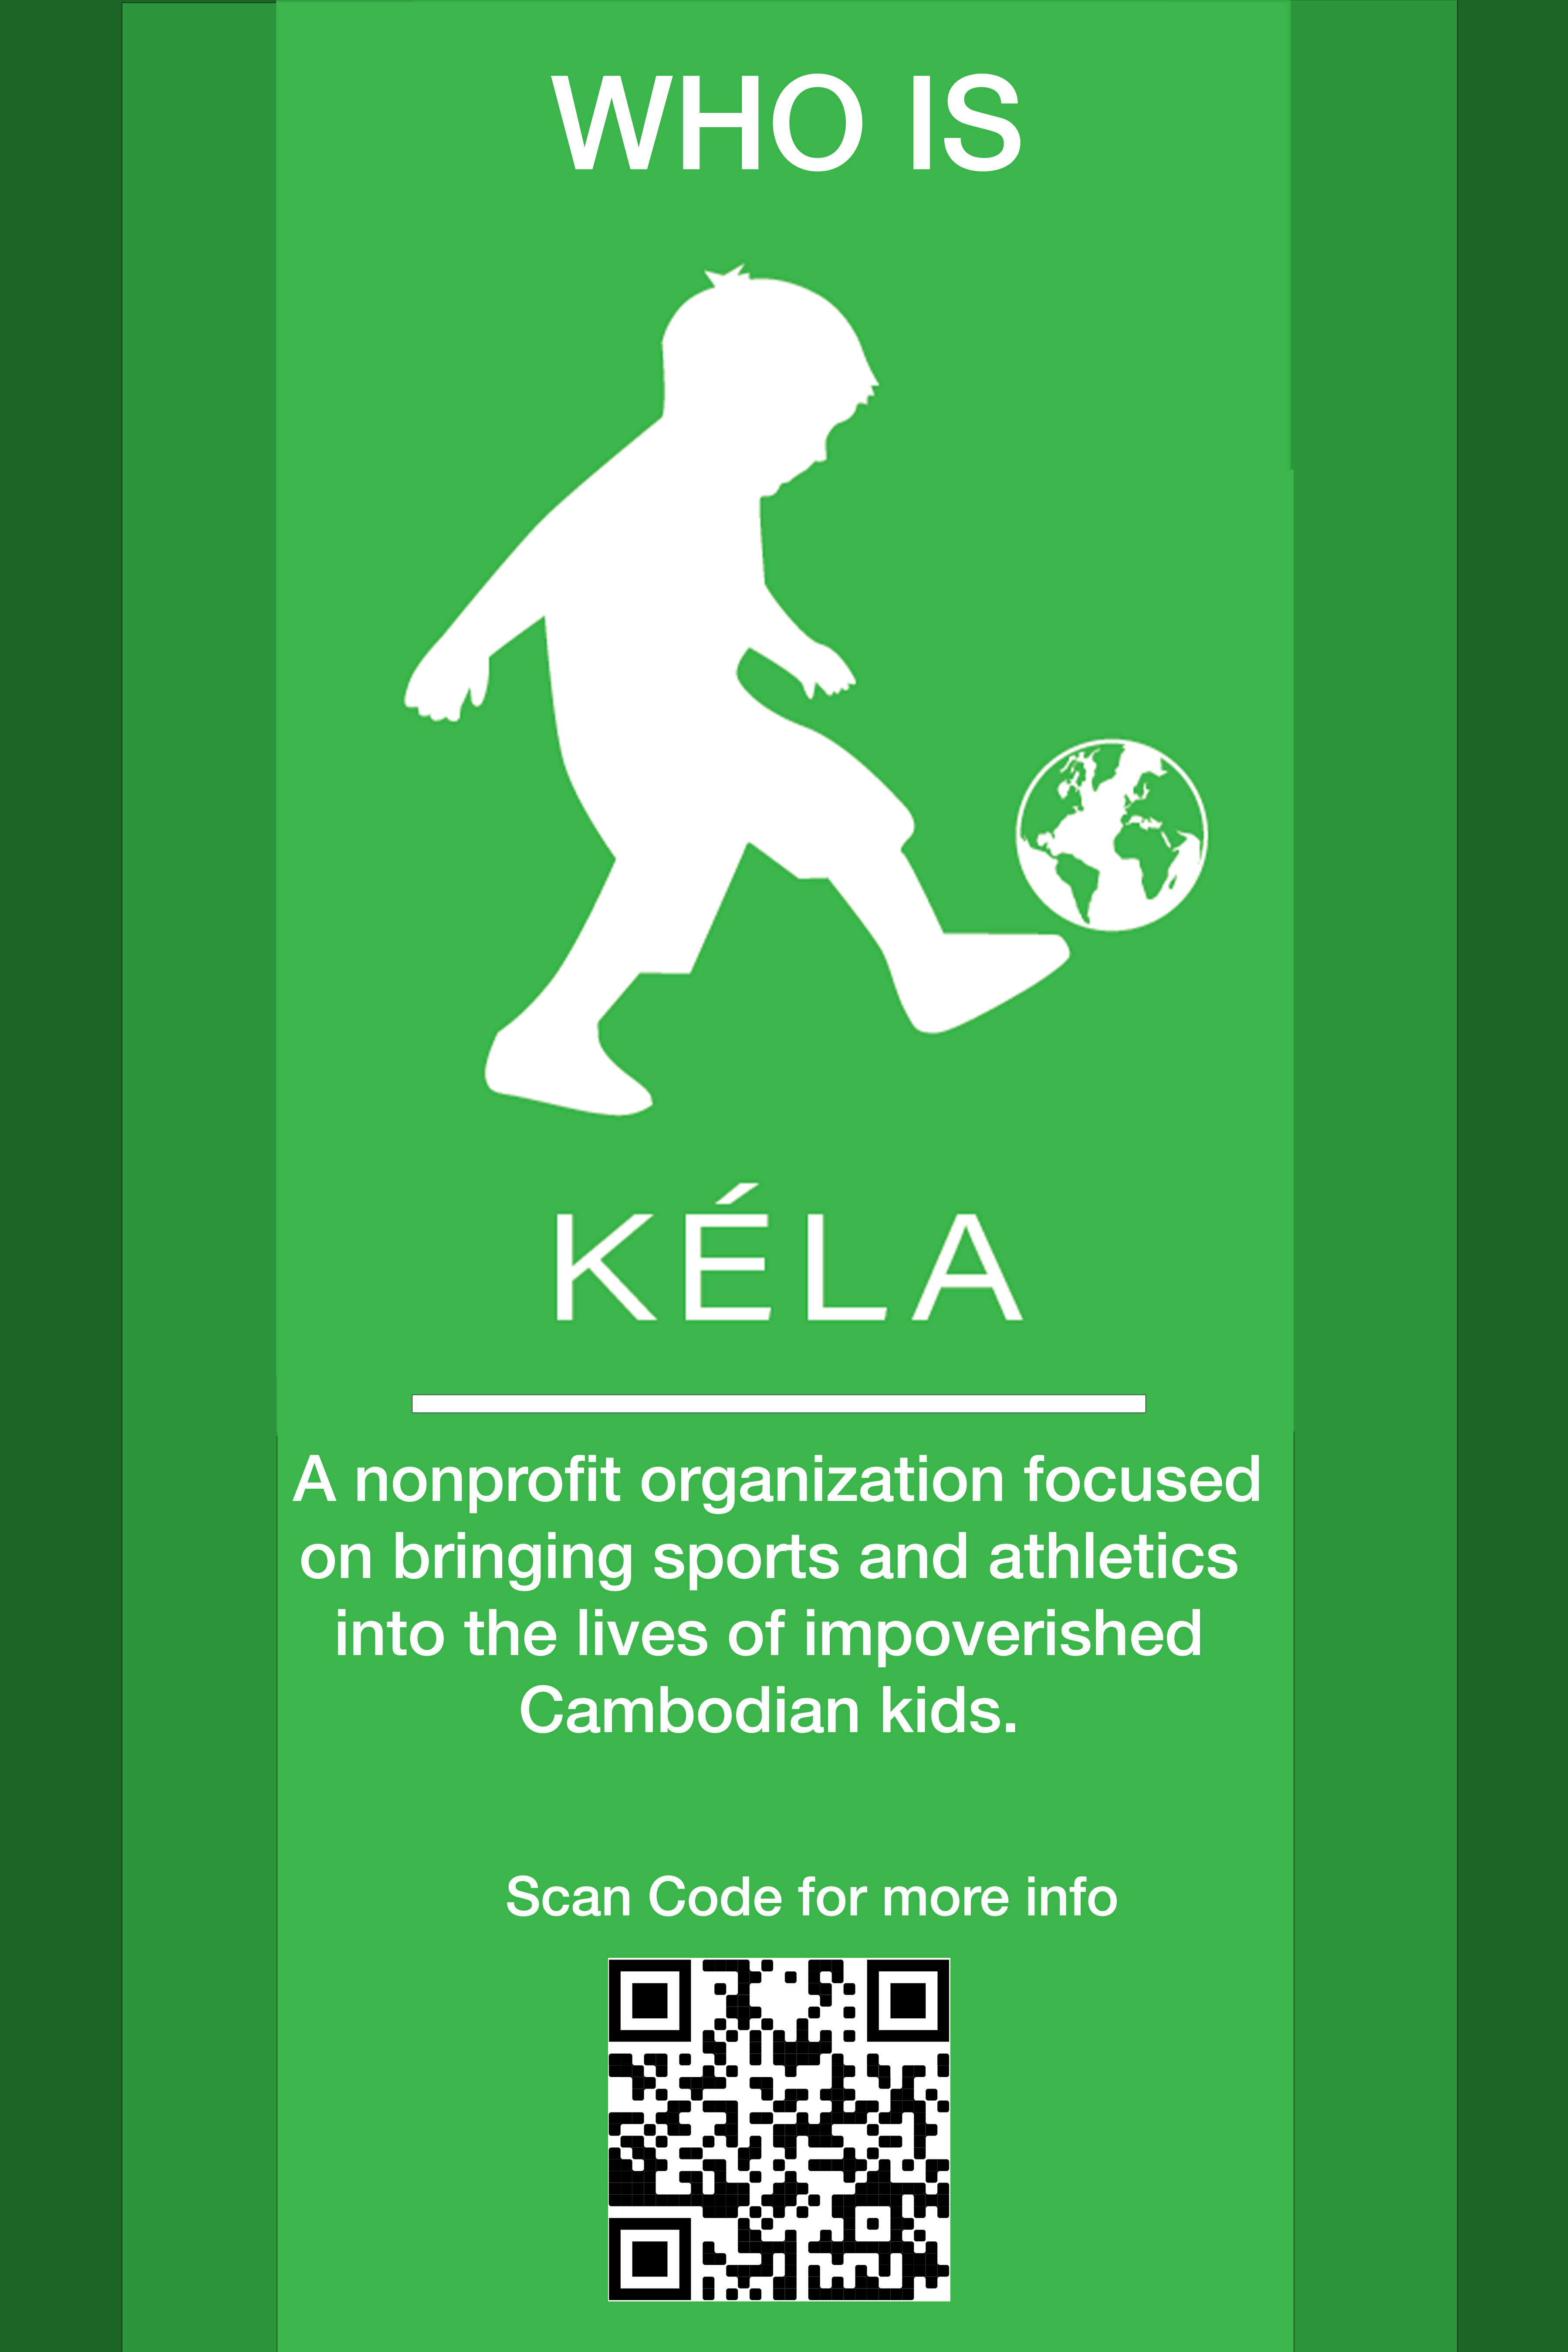 WHO IS
KÉLA
A nonprofit organization focused
on bringing sports and athletics
into the lives of impoverished
Cambodian kids.
Scan Code for more info